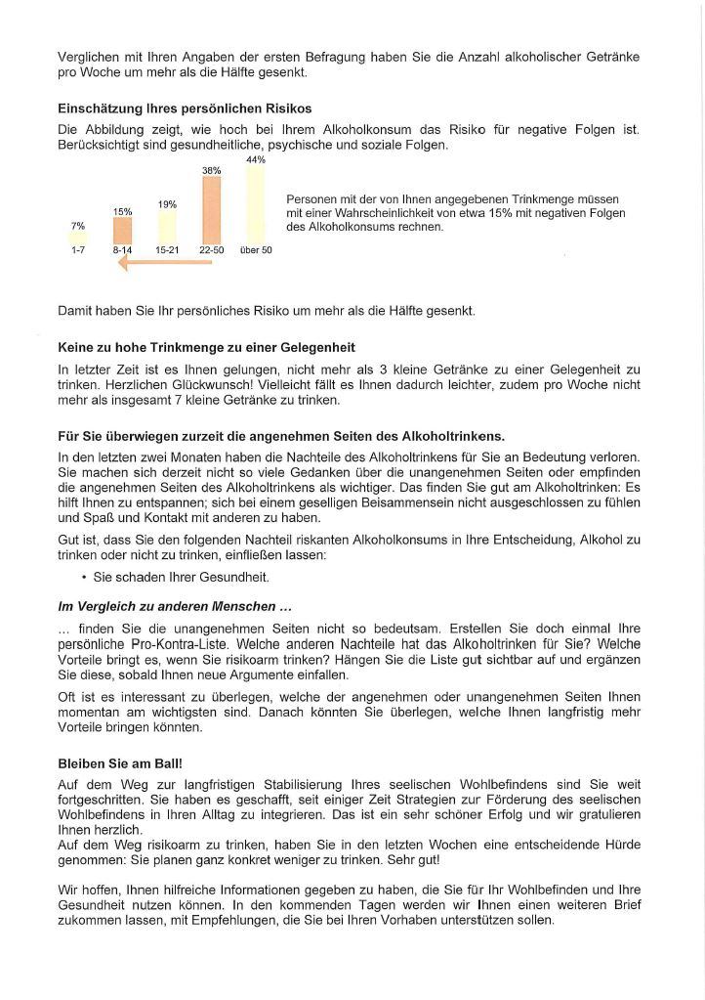 Verglichen mit Ihren Angaben der ersten Befragung haben Sie die Anzahl alkoholischer Getränke
pro Woche um mehr als die Hälfte gesenkt.
Einschätzung Ihres persönlichen Risikos
Die Abbildung zeigt, wie hoch bei Ihrem Alkoholkonsum das Risiko für negative Folgen ist.
Berücksichtigt sind gesundheitliche, psychische und soziale Folgen.
44%
38%
19%
15%
7%
1-7 8-14 15-21 22-50 über 50
Personen mit der von Ihnen angegebenen Trinkmenge müssen
mit einer Wahrscheinlichkeit von etwa 15% mit negativen Folgen
des Alkoholkonsums rechnen.
Damit haben Sie Ihr persönliches Risiko um mehr als die Hälfte gesenkt.
Keine zu hohe Trinkmenge zu einer Gelegenheit
In letzter Zeit ist es Ihnen gelungen, nicht mehr als 3 kleine Getränke zu einer Gelegenheit zu
trinken. Herzlichen Glückwunsch! Vielleicht fällt es Ihnen dadurch leichter, zudem pro Woche nicht
mehr als insgesamt 7 kleine Getränke zu trinken.
Für Sie überwiegen zurzeit die angenehmen Seiten des Alkoholtrinkens.
In den letzten zwei Monaten haben die Nachteile des Alkoholtrinkens für Sie an Bedeutung verloren.
Sie machen sich derzeit nicht so viele Gedanken über die unangenehmen Seiten oder empfinden
die angenehmen Seiten des Alkoholtrinkens als wichtiger. Das finden Sie gut am Alkoholtrinken: Es
hilft Ihnen zu entspannen; sich bei einem geselligen Beisammensein nicht ausgeschlossen zu fühlen
und Spaß und Kontakt mit anderen zu haben.
Gut ist, dass Sie den folgenden Nachteil riskanten Alkoholkonsums in Ihre Entscheidung, Alkohol zu
trinken oder nicht zu trinken, einfließen lassen:
• Sie schaden Ihrer Gesundheit.
Im Vergleich zu anderen Menschen ...
... finden Sie die unangenehmen Seiten nicht so bedeutsam. Erstellen Sie doch einmal Ihre
persönliche Pro-Kontra-Liste. Welche anderen Nachteile hat das Alkoholtrinken für Sie? Welche
Vorteile bringt es, wenn Sie risikoarm trinken? Hängen Sie die Liste gut sichtbar auf und ergänzen
Sie diese, sobald Ihnen neue Argumente einfallen.
Oft ist es interessant zu überlegen, welche der angenehmen oder unangenehmen Seiten Ihnen
momentan am wichtigsten sind. Danach könnten Sie überlegen, welche Ihnen langfristig mehr
Vorteile bringen könnten.
Bleiben Sie am Ball!
Auf dem Weg zur langfristigen Stabilisierung Ihres seelischen Wohlbefindens sind Sie weit
fortgeschritten. Sie haben es geschafft, seit einiger Zeit Strategien zur Förderung des seelischen
Wohlbefindens in Ihren Alltag zu integrieren. Das ist ein sehr schöner Erfolg und wir gratulieren
Ihnen herzlich.
Auf dem Weg risikoarm zu trinken, haben Sie in den letzten Wochen eine entscheidende Hürde
genommen: Sie planen ganz konkret weniger zu trinken. Sehr gut!
Wir hoffen, Ihnen hilfreiche Informationen gegeben zu haben, die Sie für Ihr Wohlbefinden und Ihre
Gesundheit nutzen können. In den kommenden Tagen werden wir Ihnen einen weiteren Brief
zukommen lassen, mit Empfehlungen, die Sie bei Ihren Vorhaben unterstützen sollen.